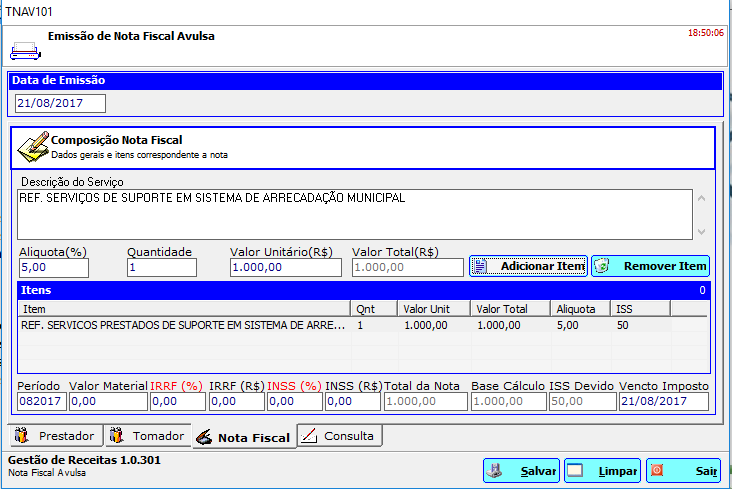 TNAV101
Emissão de Nota Fiscal Avulsa
18:50:06
Data de Emissão
21/08/2017
Composição Nota Fiscal
Dados gerais e itens correspondente a nota
Descrição do Serviço
REF. SERVIÇOS DE SUPORTE EM SISTEMA DE ARRECADAÇÃO MUNICIPAL
Aliquota(%) Quantidade Valor Unitário(R$) Valor Total(R$)
5,00 1 1.000,00 1.000,00 Adicionar Item Remover Item
Itens 0
Item Qnt Valor Unit Valor Total Aliquota ISS
REF. SERVICOS PRESTADOS DE SUPORTE EM SISTEMA DE ARRE... 1 1.000,00 1.000,00 5,00 50
Período Valor Material IRRF (%) IRRF (R$) INSS (%) INSS (R$) Total da Nota Base Cálculo ISS Devido Vencto Imposto
082017 0,00 0,00 0,00 0,00 0,00 1.000,00 1.000,00 50,00 21/08/2017
Prestador Tomador Nota Fiscal Consulta
Gestão de Receitas 1.0.301
Nota Fiscal Avulsa
Salvar Limpar Sair